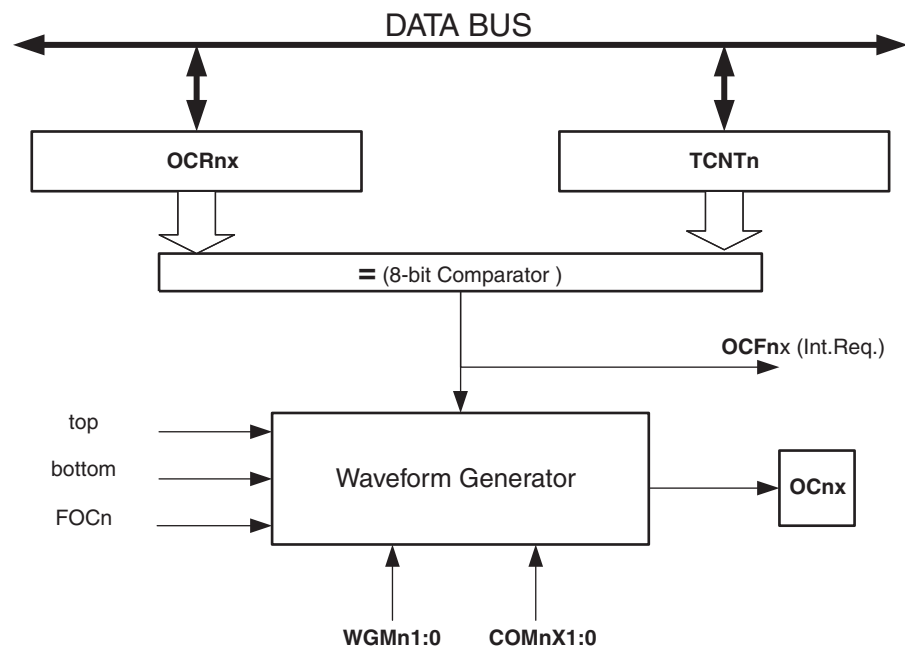 DATA BUS
OCRnx
TCNTn
= (8-bit Comparator )
OCFnx (Int.Req.)
top
bottom
FOCn
Waveform Generator
OCnx
WGMn1:0
COMnX1:0